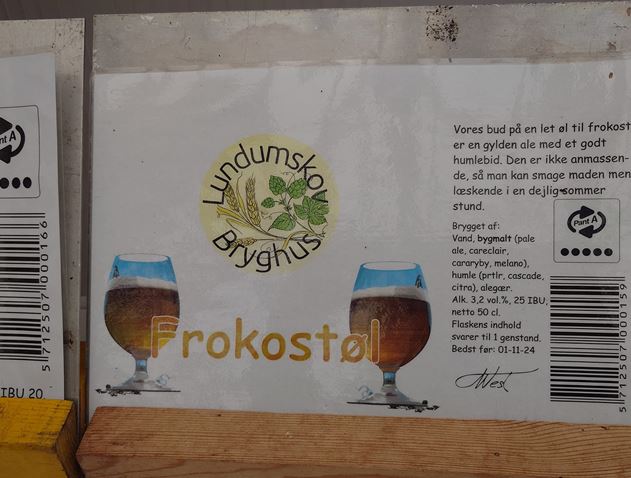 Lundumskov
Bryghus
Frokostøl
Vores bud på en let øl til frokost
er en gylden ale med et godt
humlebid. Den er ikke anmassen-
de, så man kan smage maden men
læskende i en dejlig sommer
stund.
Brygget af:
Vand, bygmalt (pale
ale, careclair,
cararyby, melano),
humle (prtlr, cascade,
citra), alegær.
Alk. 3,2 vol.%, 25 IBU,
netto 50 cl.
Flaskens indhold
svarer til 1 genstand.
Bedst før: 01-11-24
West
Pant A
5 712507 000159
Pant A
5 712507 000166
IBU 20.